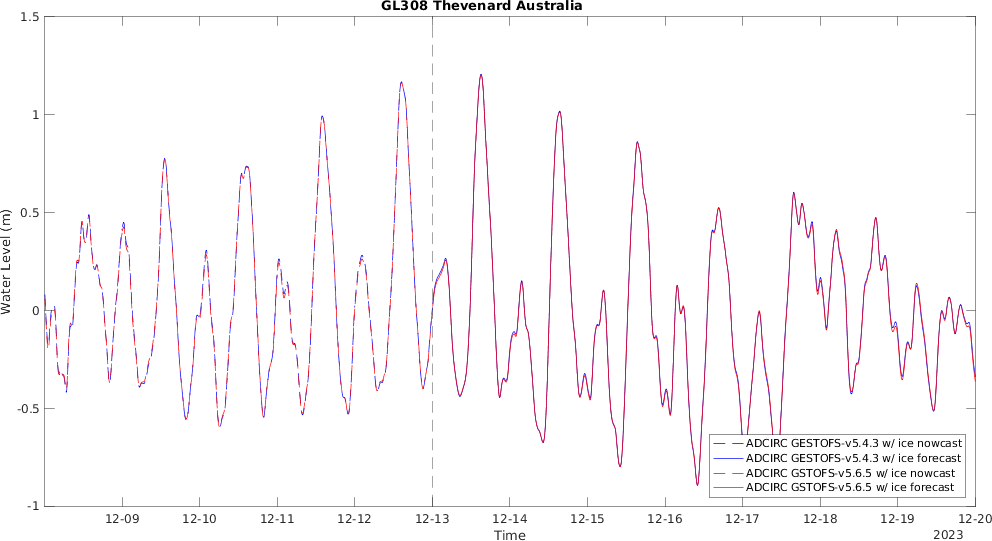 GL308 Thevenard Australia
1.5
1
0.5
0
-0.5
-1
Water Level (m)
ADCIRC GESTOFS-v5.4.3 w/ ice nowcast
ADCIRC GESTOFS-v5.4.3 w/ ice forecast
ADCIRC GSTOFS-v5.6.5 w/ ice nowcast
ADCIRC GSTOFS-v5.6.5 w/ ice forecast
12-09 12-10 12-11 12-12 12-13 12-14 12-15 12-16 12-17 12-18 12-19 12-20
Time
2023